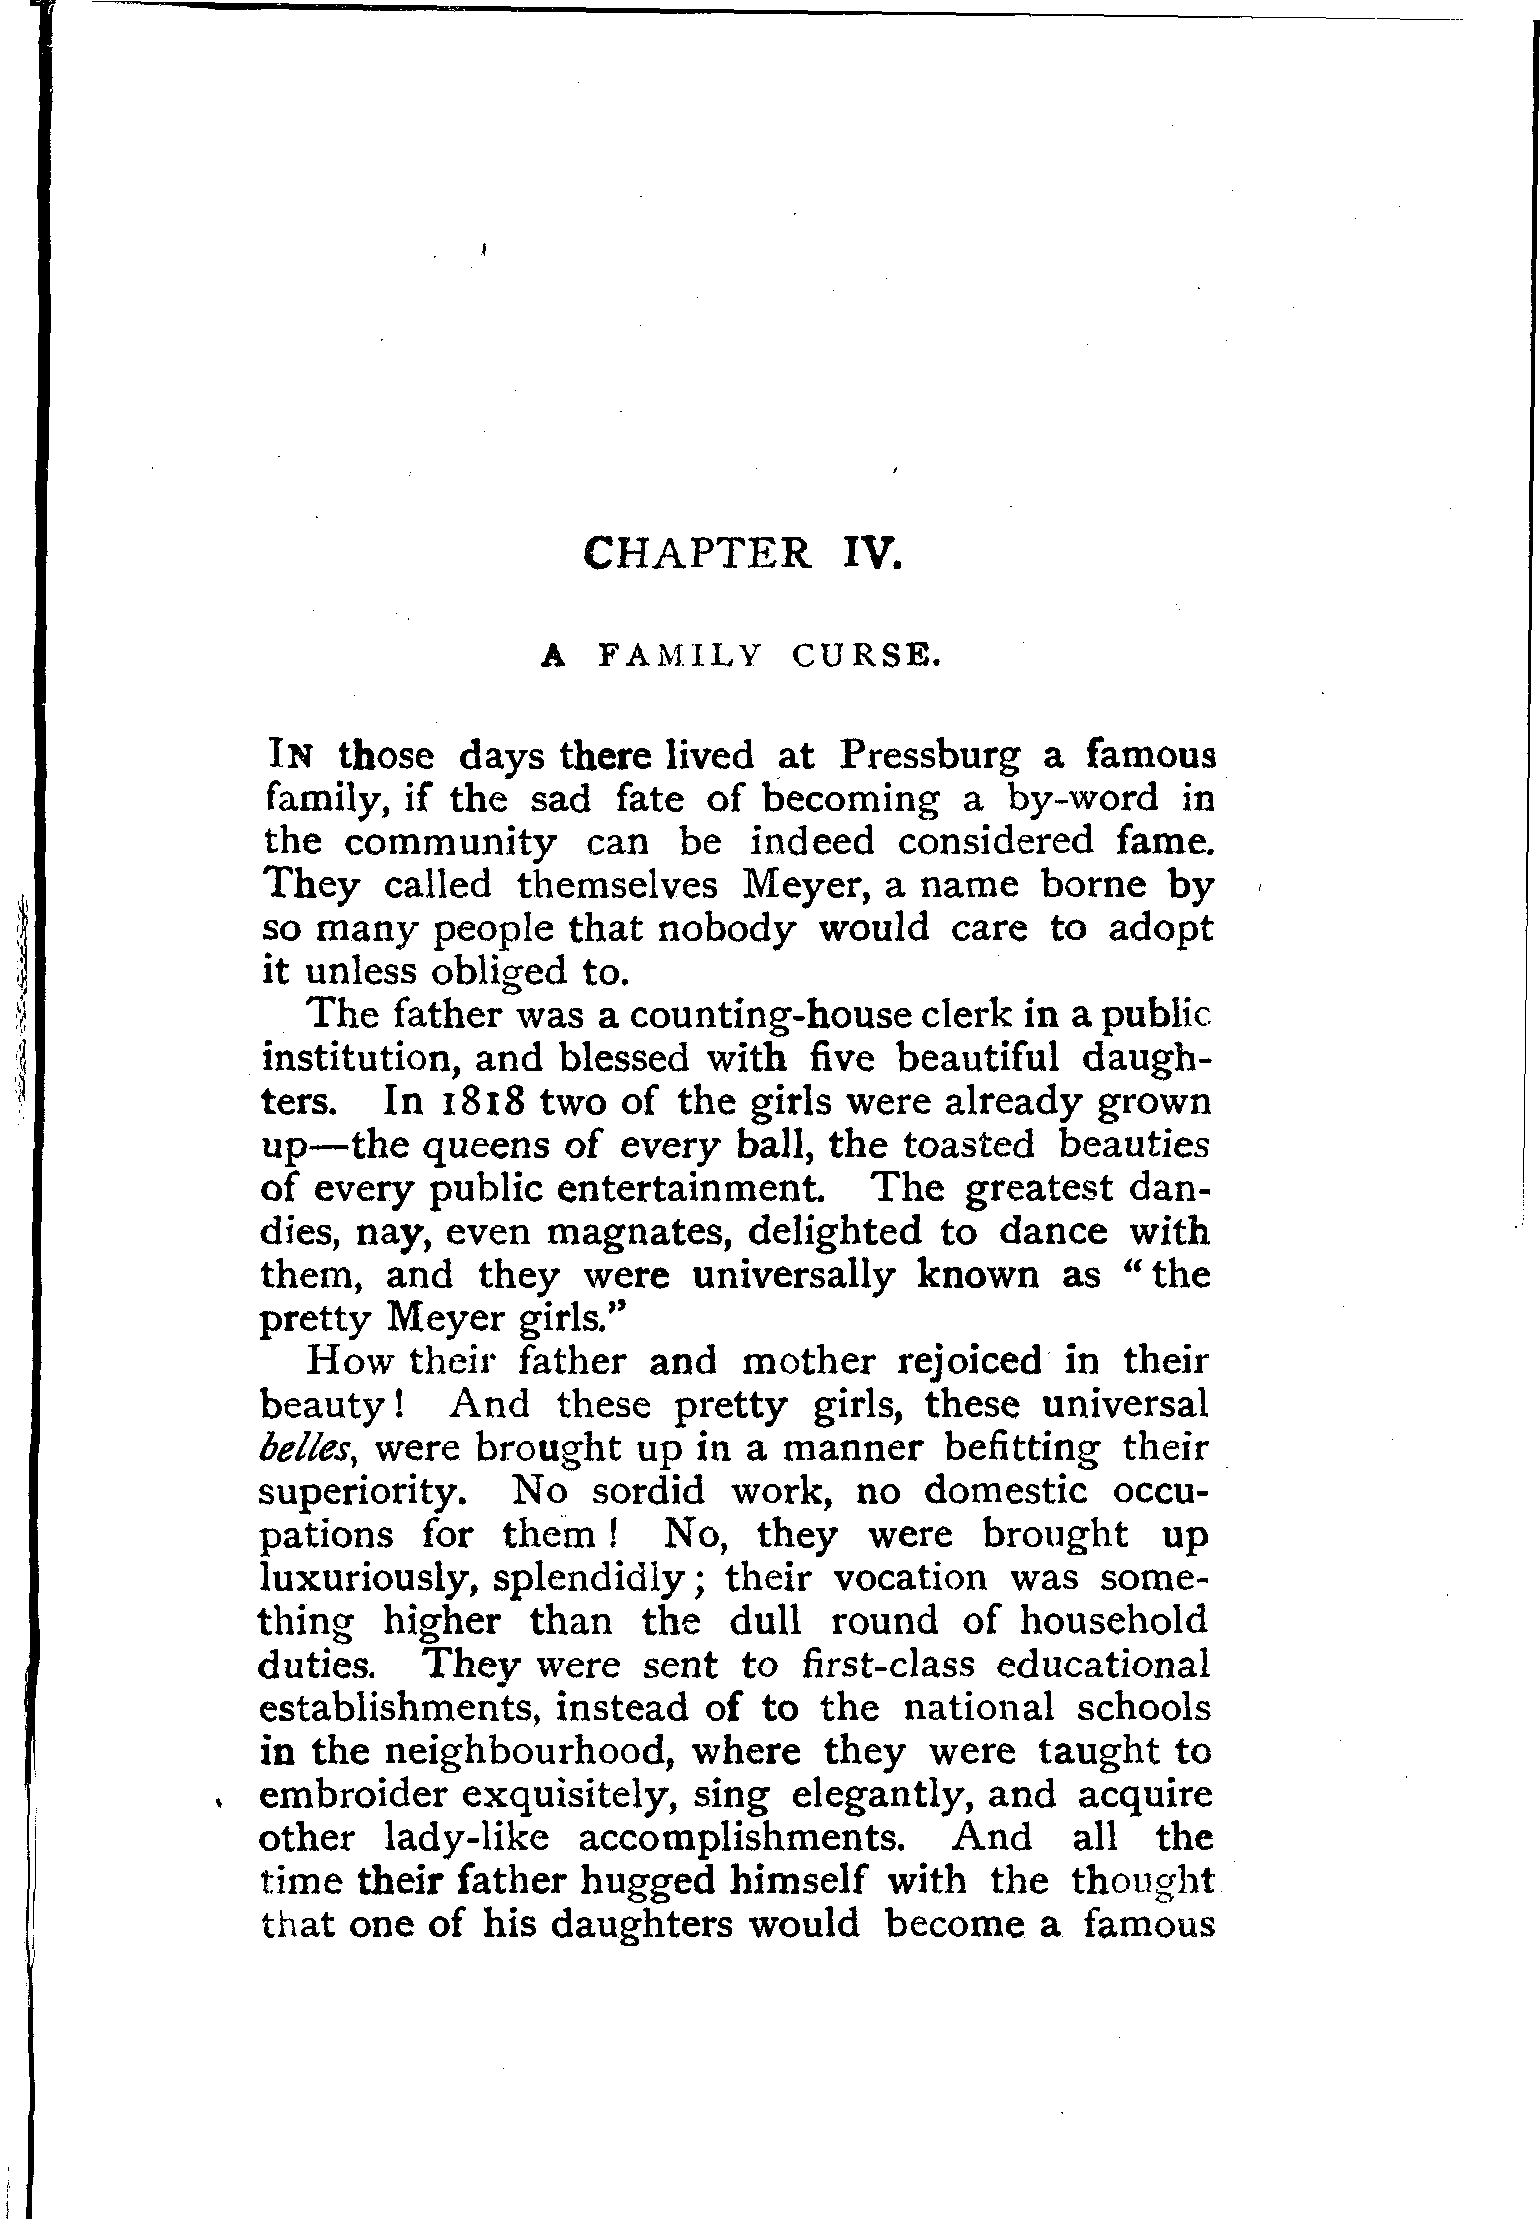 CHAPTER IV.
A FAMILY CURSE.
IN those days there lived at Pressburg a famous
family, if the sad fate of becoming a by-word in
the community can be indeed considered fame.
They called themselves Meyer, a name borne by
so many people that nobody would care to adopt
it unless obliged to.
The father was a counting-house clerk in a public
institution, and blessed with five beautiful daugh-
ters. In 1818 two of the girls were already grown
up—the queens of every ball, the toasted beauties
of every public entertainment. The greatest dan-
dies, nay, even magnates, delighted to dance with
them, and they were universally known as "the
pretty Meyer girls."
How their father and mother rejoiced in their
beauty! And these pretty girls, these universal
belles, were brought up in a manner befitting their
superiority. No sordid work, no domestic occu-
pations for them! No, they were brought up
luxuriously, splendidly; their vocation was some-
thing higher than the dull round of household
duties. They were sent to first-class educational
establishments, instead of to the national schools
in the neighbourhood, where they were taught to
embroider exquisitely, sing elegantly, and acquire
other lady-like accomplishments. And all the
time their father hugged himself with the thought
that one of his daughters would become a famous